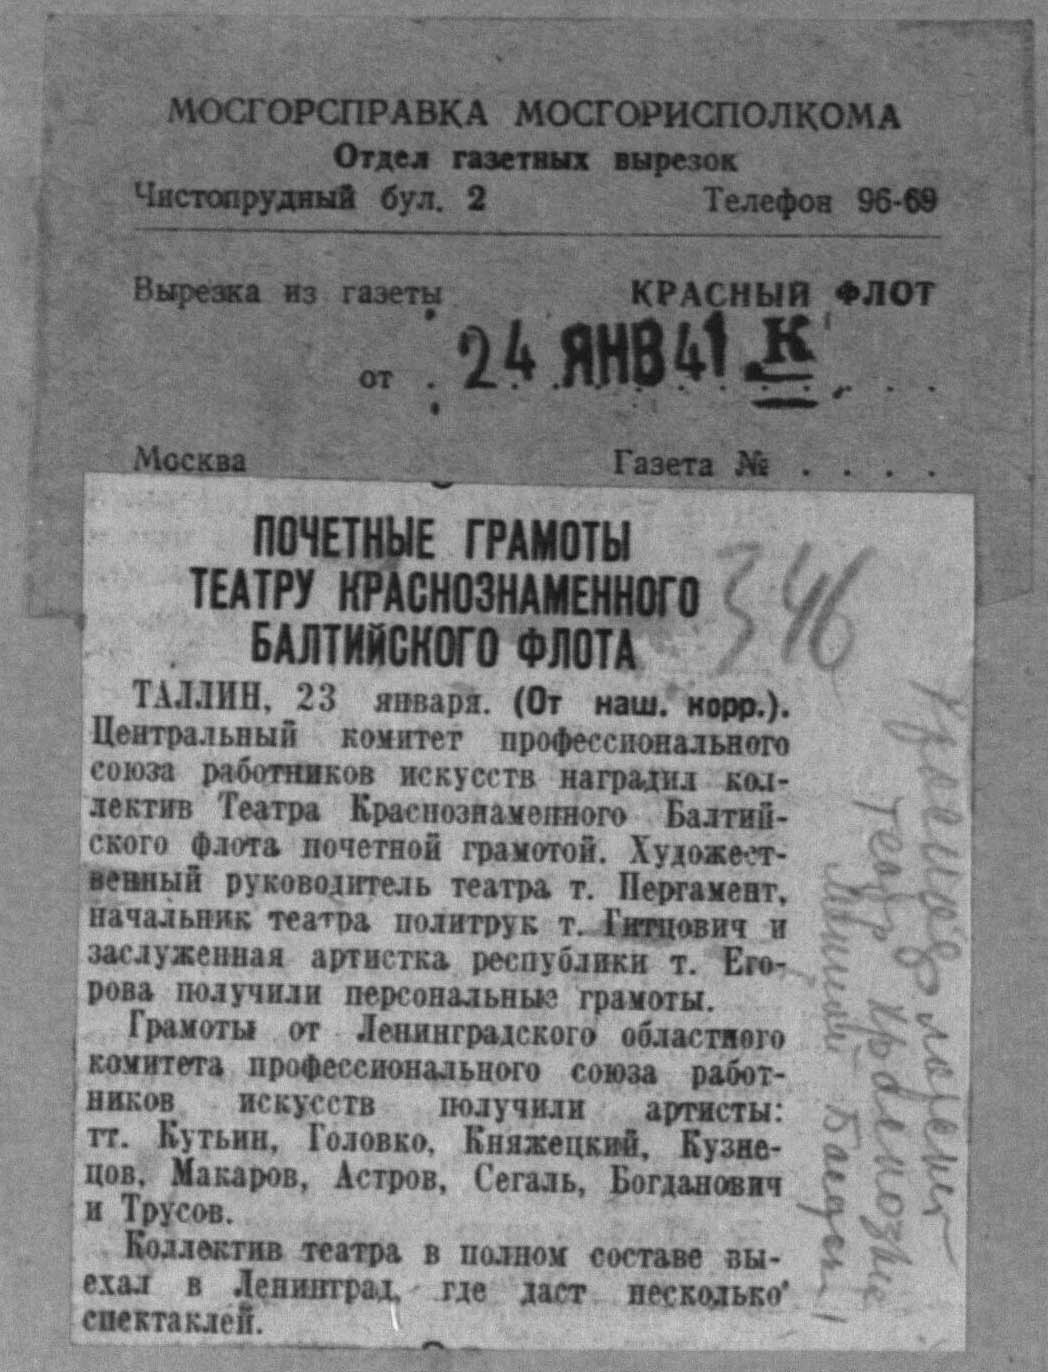 МОСГОРСПРАВКА МОСГОРИСПОЛКОМА
Отдел газетных вырезок
Чистопрудный бул. 2 Телефон 96-69
Вырезка из газеты КРАСНЫЙ ФЛОТ
от 24 ЯНВ 41 К
Москва Газета № . . . .
ПОЧЕТНЫЕ ГРАМОТЫ
ТЕАТРУ КРАСНОЗНАМЕННОГО
БАЛТИЙСКОГО ФЛОТА
346
ТАЛЛИН, 23 января. (От наш. корр.).
Центральный комитет профессионального
союза работников искусств наградил кол-
лектив Театра Краснознаменного Балтий-
ского флота почетной грамотой. Художест-
венный руководитель театра т. Пергамент,
начальник театра политрук т. Гитцович и
заслуженная артистка республики т. Его-
рова получили персональные грамоты.
Грамоты от Ленинградского областного
комитета профессионального союза работ-
ников искусств получили артисты:
тт. Кутьин, Головко, Княжецкий, Кузне-
цов, Макаров, Астров, Сегаль, Богданович
и Трусов.
Коллектив театра в полном составе вы-
ехал в Ленинград, где даст несколько
спектаклей.
театр